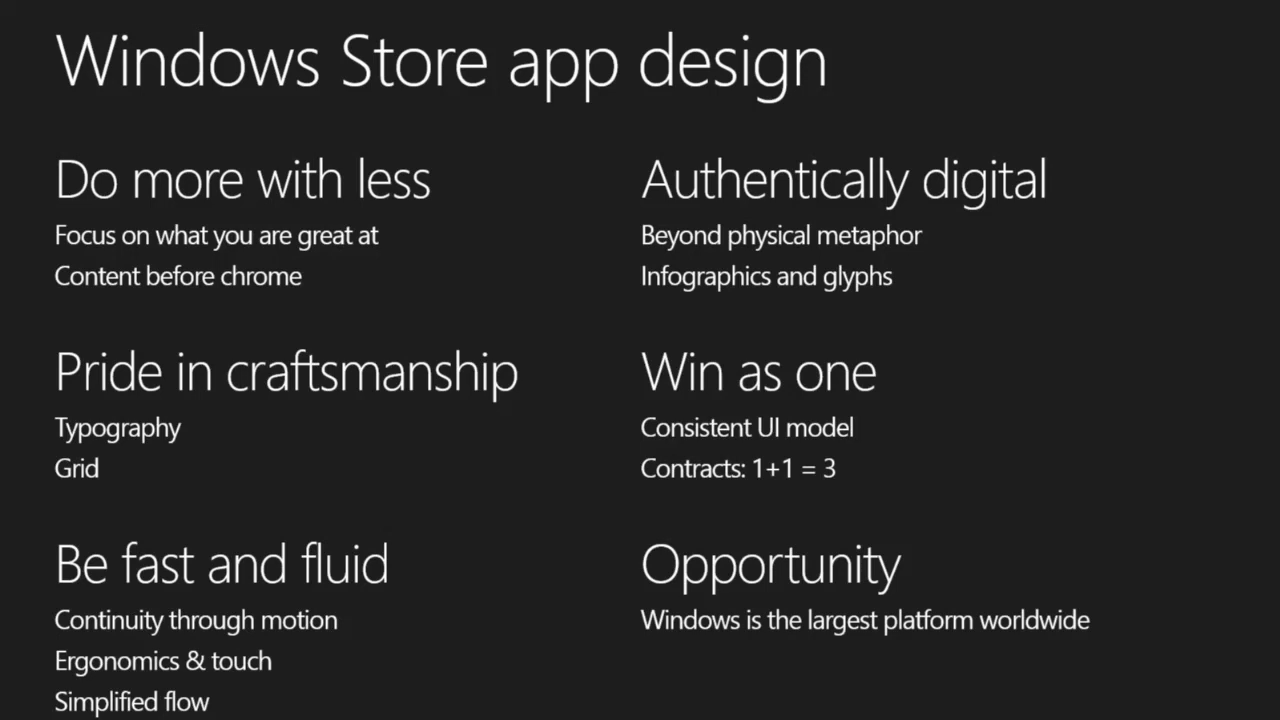 Windows Store app design
Do more with less
Focus on what you are great at
Content before chrome
Pride in craftsmanship
Typography
Grid
Be fast and fluid
Continuity through motion
Ergonomics & touch
Simplified flow
Authentically digital
Beyond physical metaphor
Infographics and glyphs
Win as one
Consistent UI model
Contracts: 1+1 = 3
Opportunity
Windows is the largest platform worldwide